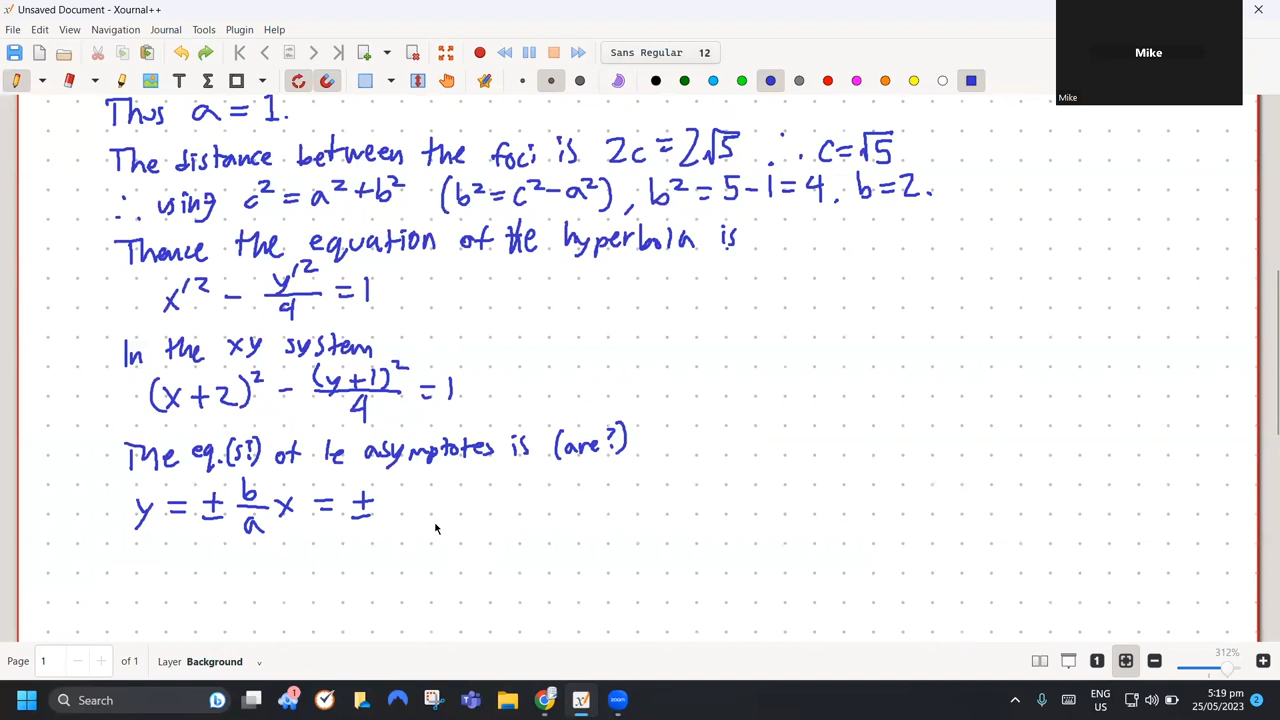 Unsaved Document - Xournal++
File Edit View Navigation Journal Tools Plugin Help
Sans Regular 12
Mike
Mike
Thus a = 1.
The distance between the foci is 2c = 2√5 ∴ c = √5
∴ using c² = a² + b² (b² = c² - a²), b² = 5 - 1 = 4. b = 2.
Thence the equation of the hyperbola is
x'² - y'²/4 = 1
In the xy system
(x + 2)² - (y + 1)²/4 = 1
The eq.(s?) of te asymptotes is (are?)
y = ± b/a x = ±
Page 1 of 1 Layer Background 312%
Search 1 ENG US 5:19 pm 25/05/2023 2